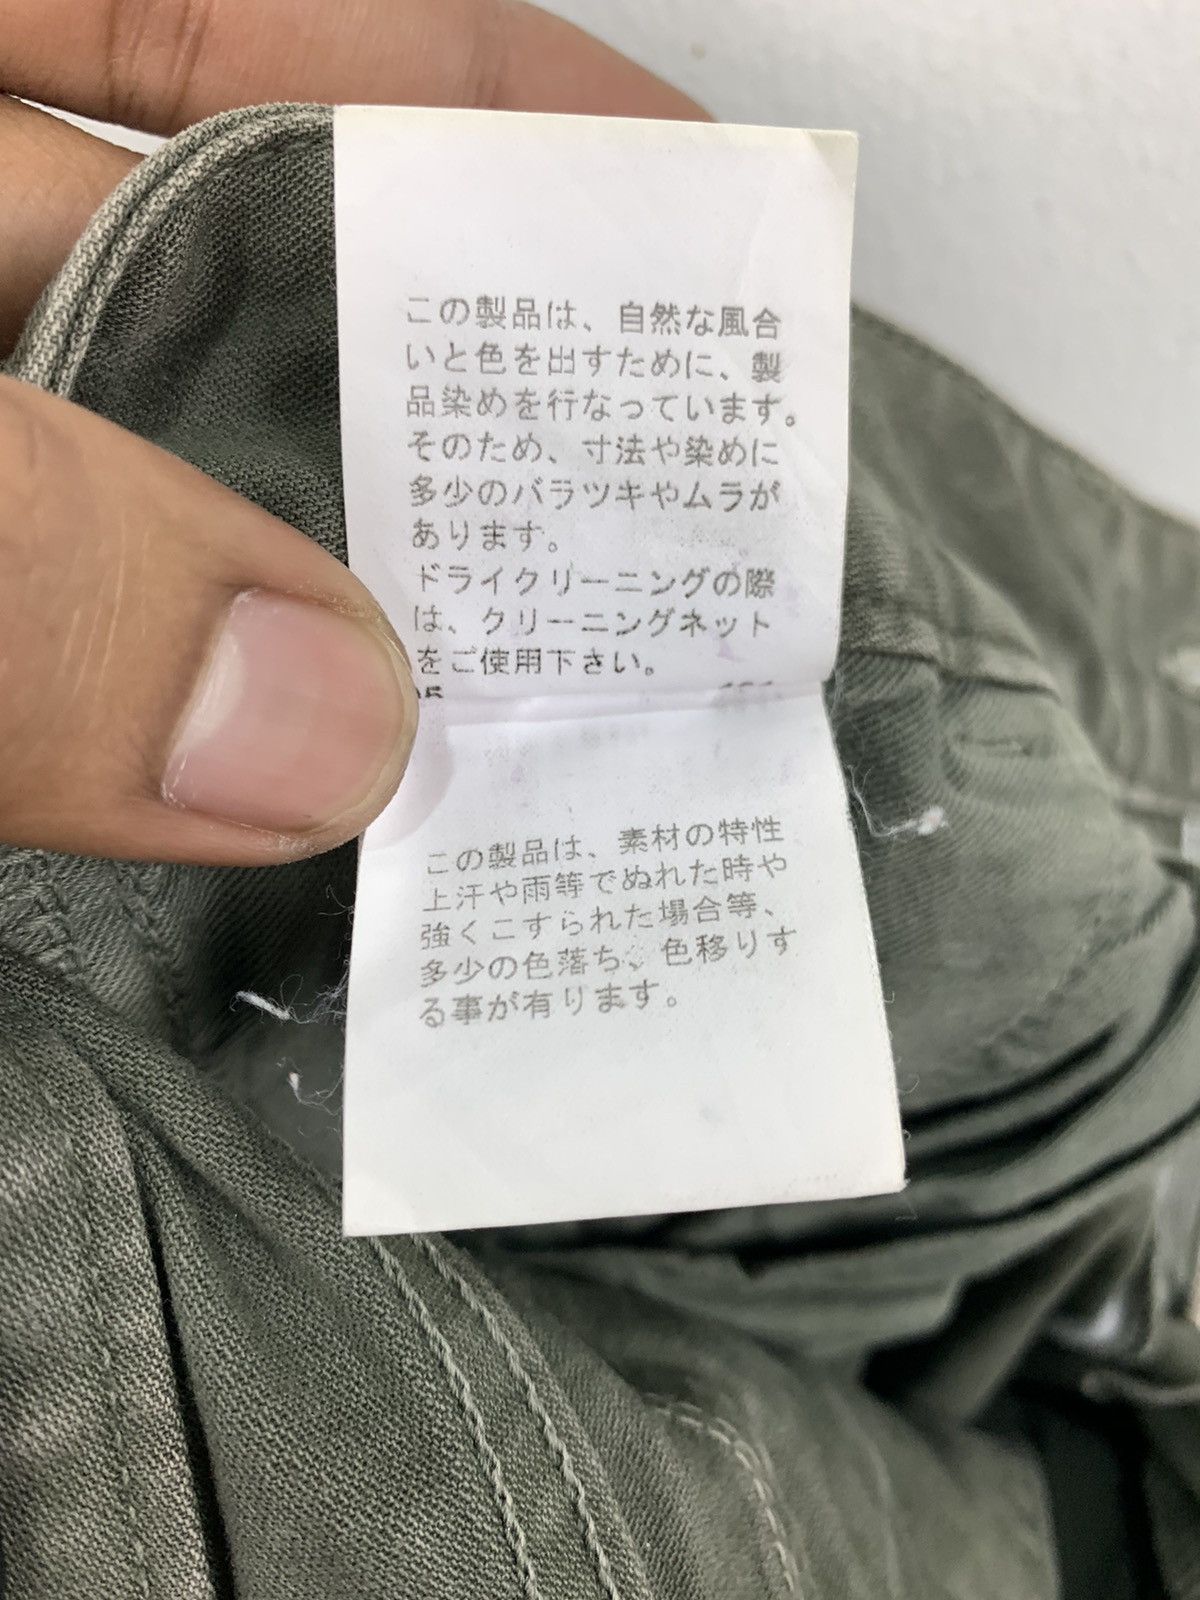 この製品は、自然な風合
いと色を出すために、製
品染めを行なっています。
そのため、寸法や染めに
多少のバラツキやムラが
あります。
ドライクリーニングの際
は、クリーニングネット
をご使用下さい。
この製品は、素材の特性
上汗や雨等でぬれた時や
強くこすられた場合等、
多少の色落ち、色移りす
る事が有ります。